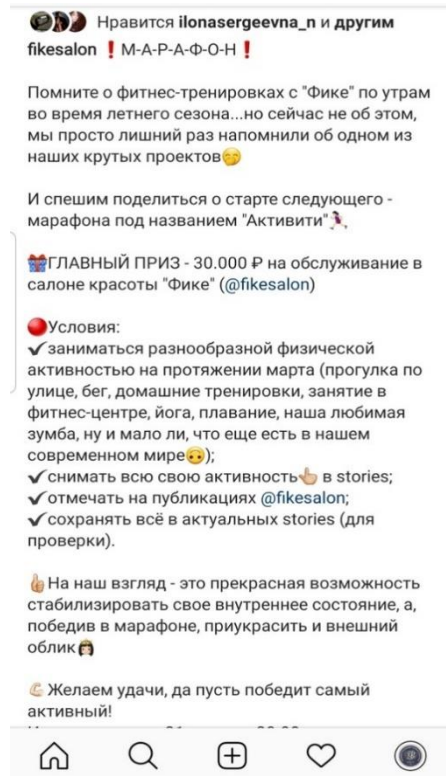 Нравится ilonasergeevna_n и другим
fikesalon ❗ М-А-Р-А-Ф-О-Н ❗
Помните о фитнес-тренировках с "Фике" по утрам
во время летнего сезона...но сейчас не об этом,
мы просто лишний раз напомнили об одном из
наших крутых проектов🤭
И спешим поделиться о старте следующего -
марафона под названием "Активити"🏃🏻‍♀️
🎁ГЛАВНЫЙ ПРИЗ - 30.000 ₽ на обслуживание в
салоне красоты "Фике" (@fikesalon)
🔴Условия:
✔заниматься разнообразной физической
активностью на протяжении марта (прогулка по
улице, бег, домашние тренировки, занятие в
фитнес-центре, йога, плавание, наша любимая
зумба, ну и мало ли, что еще есть в нашем
современном мире🙃);
✔снимать всю свою активность👆🏻 в stories;
✔отмечать на публикациях @fikesalon;
✔сохранять всё в актуальных stories (для
проверки).
👍🏻На наш взгляд - это прекрасная возможность
стабилизировать свое внутреннее состояние, а,
победив в марафоне, приукрасить и внешний
облик👸🏻
💪🏻Желаем удачи, да пусть победит самый
активный!